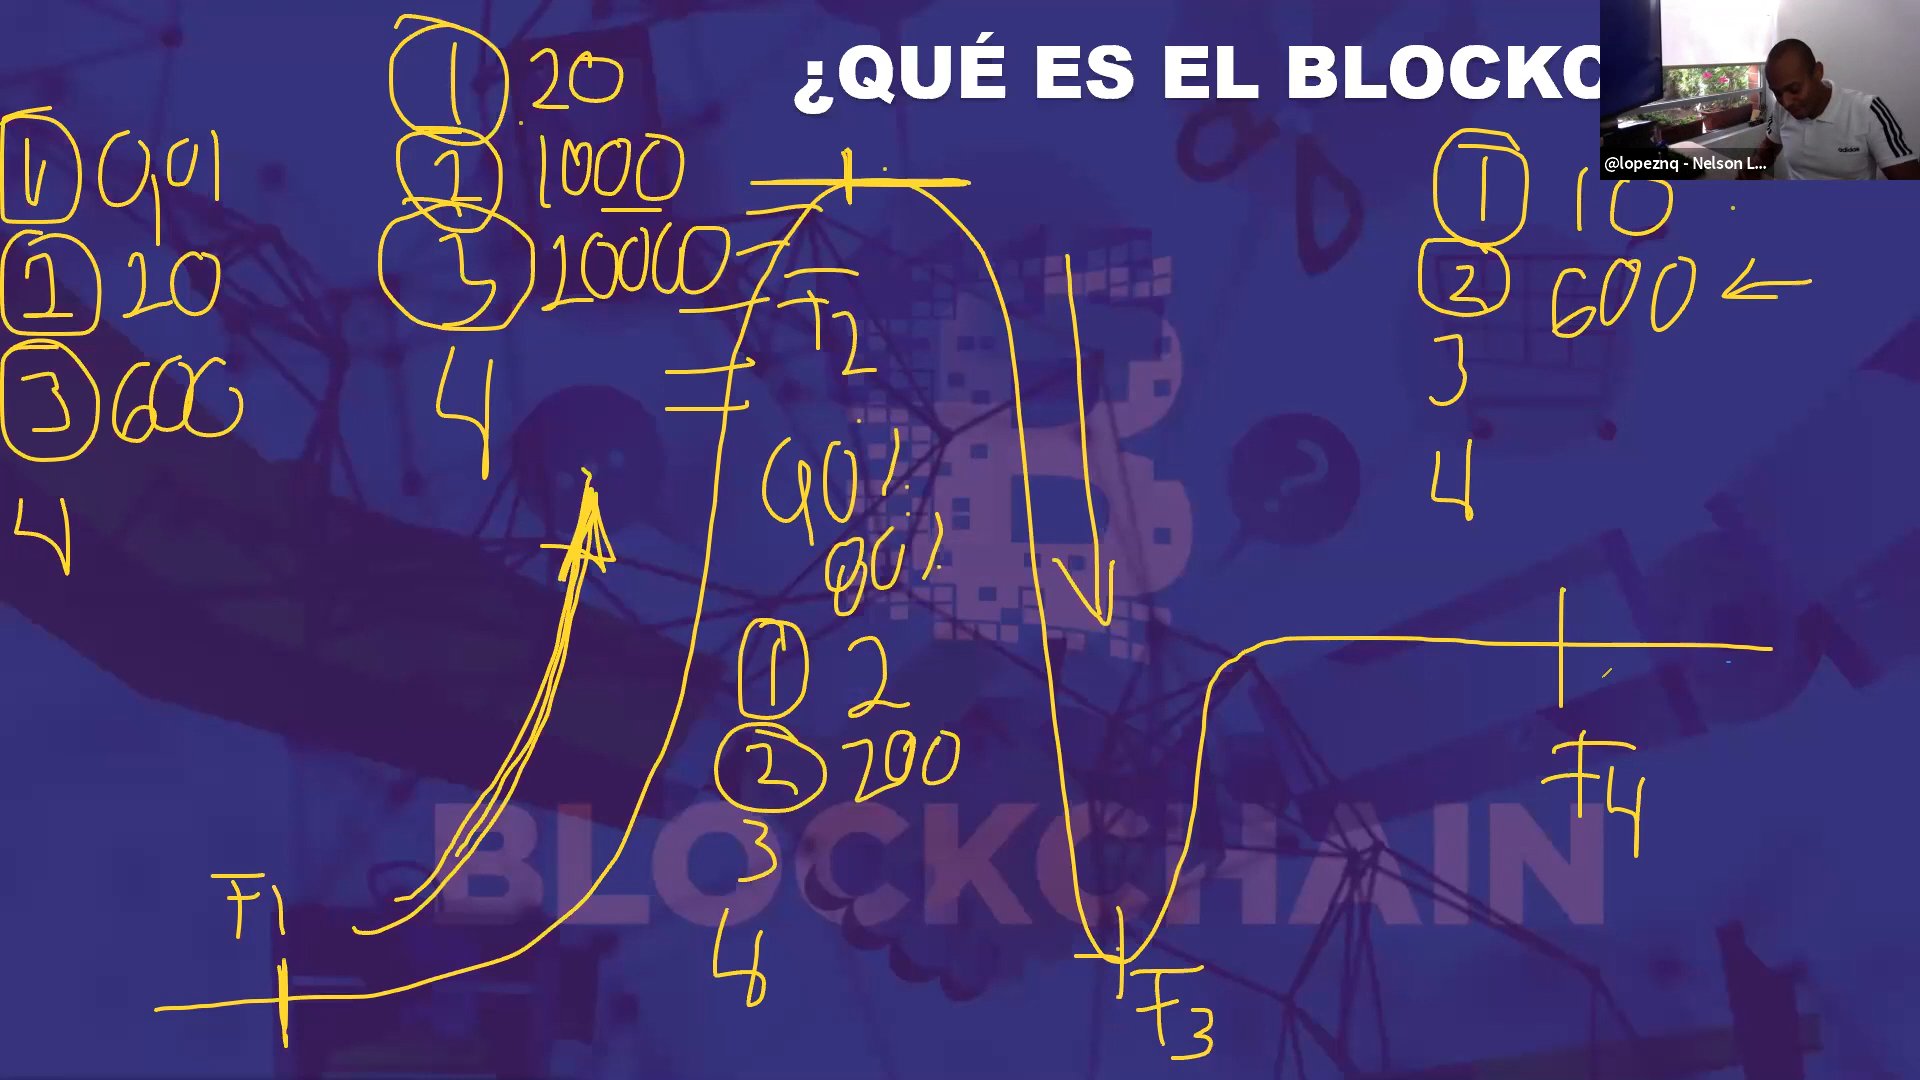 ¿QUÉ ES EL BLOCKC
@lopeznq - Nelson L...
adidas
1 0,01
2 20
3 600
4
1 20
2 1000
3 10000
4
F1
F2
90%
80%
1 2
2 200
3
4
F3
1 10
2 600
3
4
F4
BLOCKCHAIN